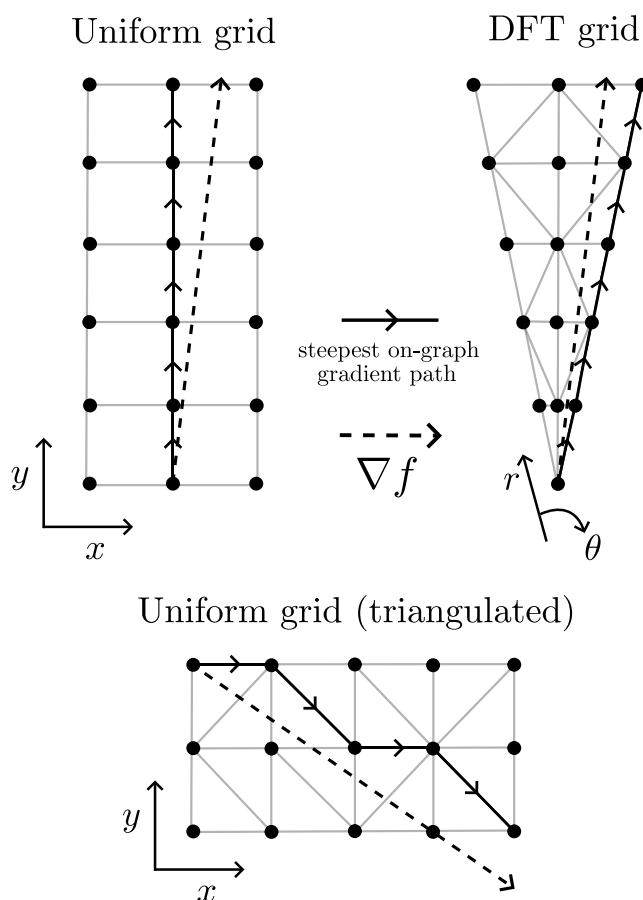 Uniform grid
DFT grid
steepest on-graph
gradient path
∇f
y
x
r
θ
Uniform grid (triangulated)
y
x